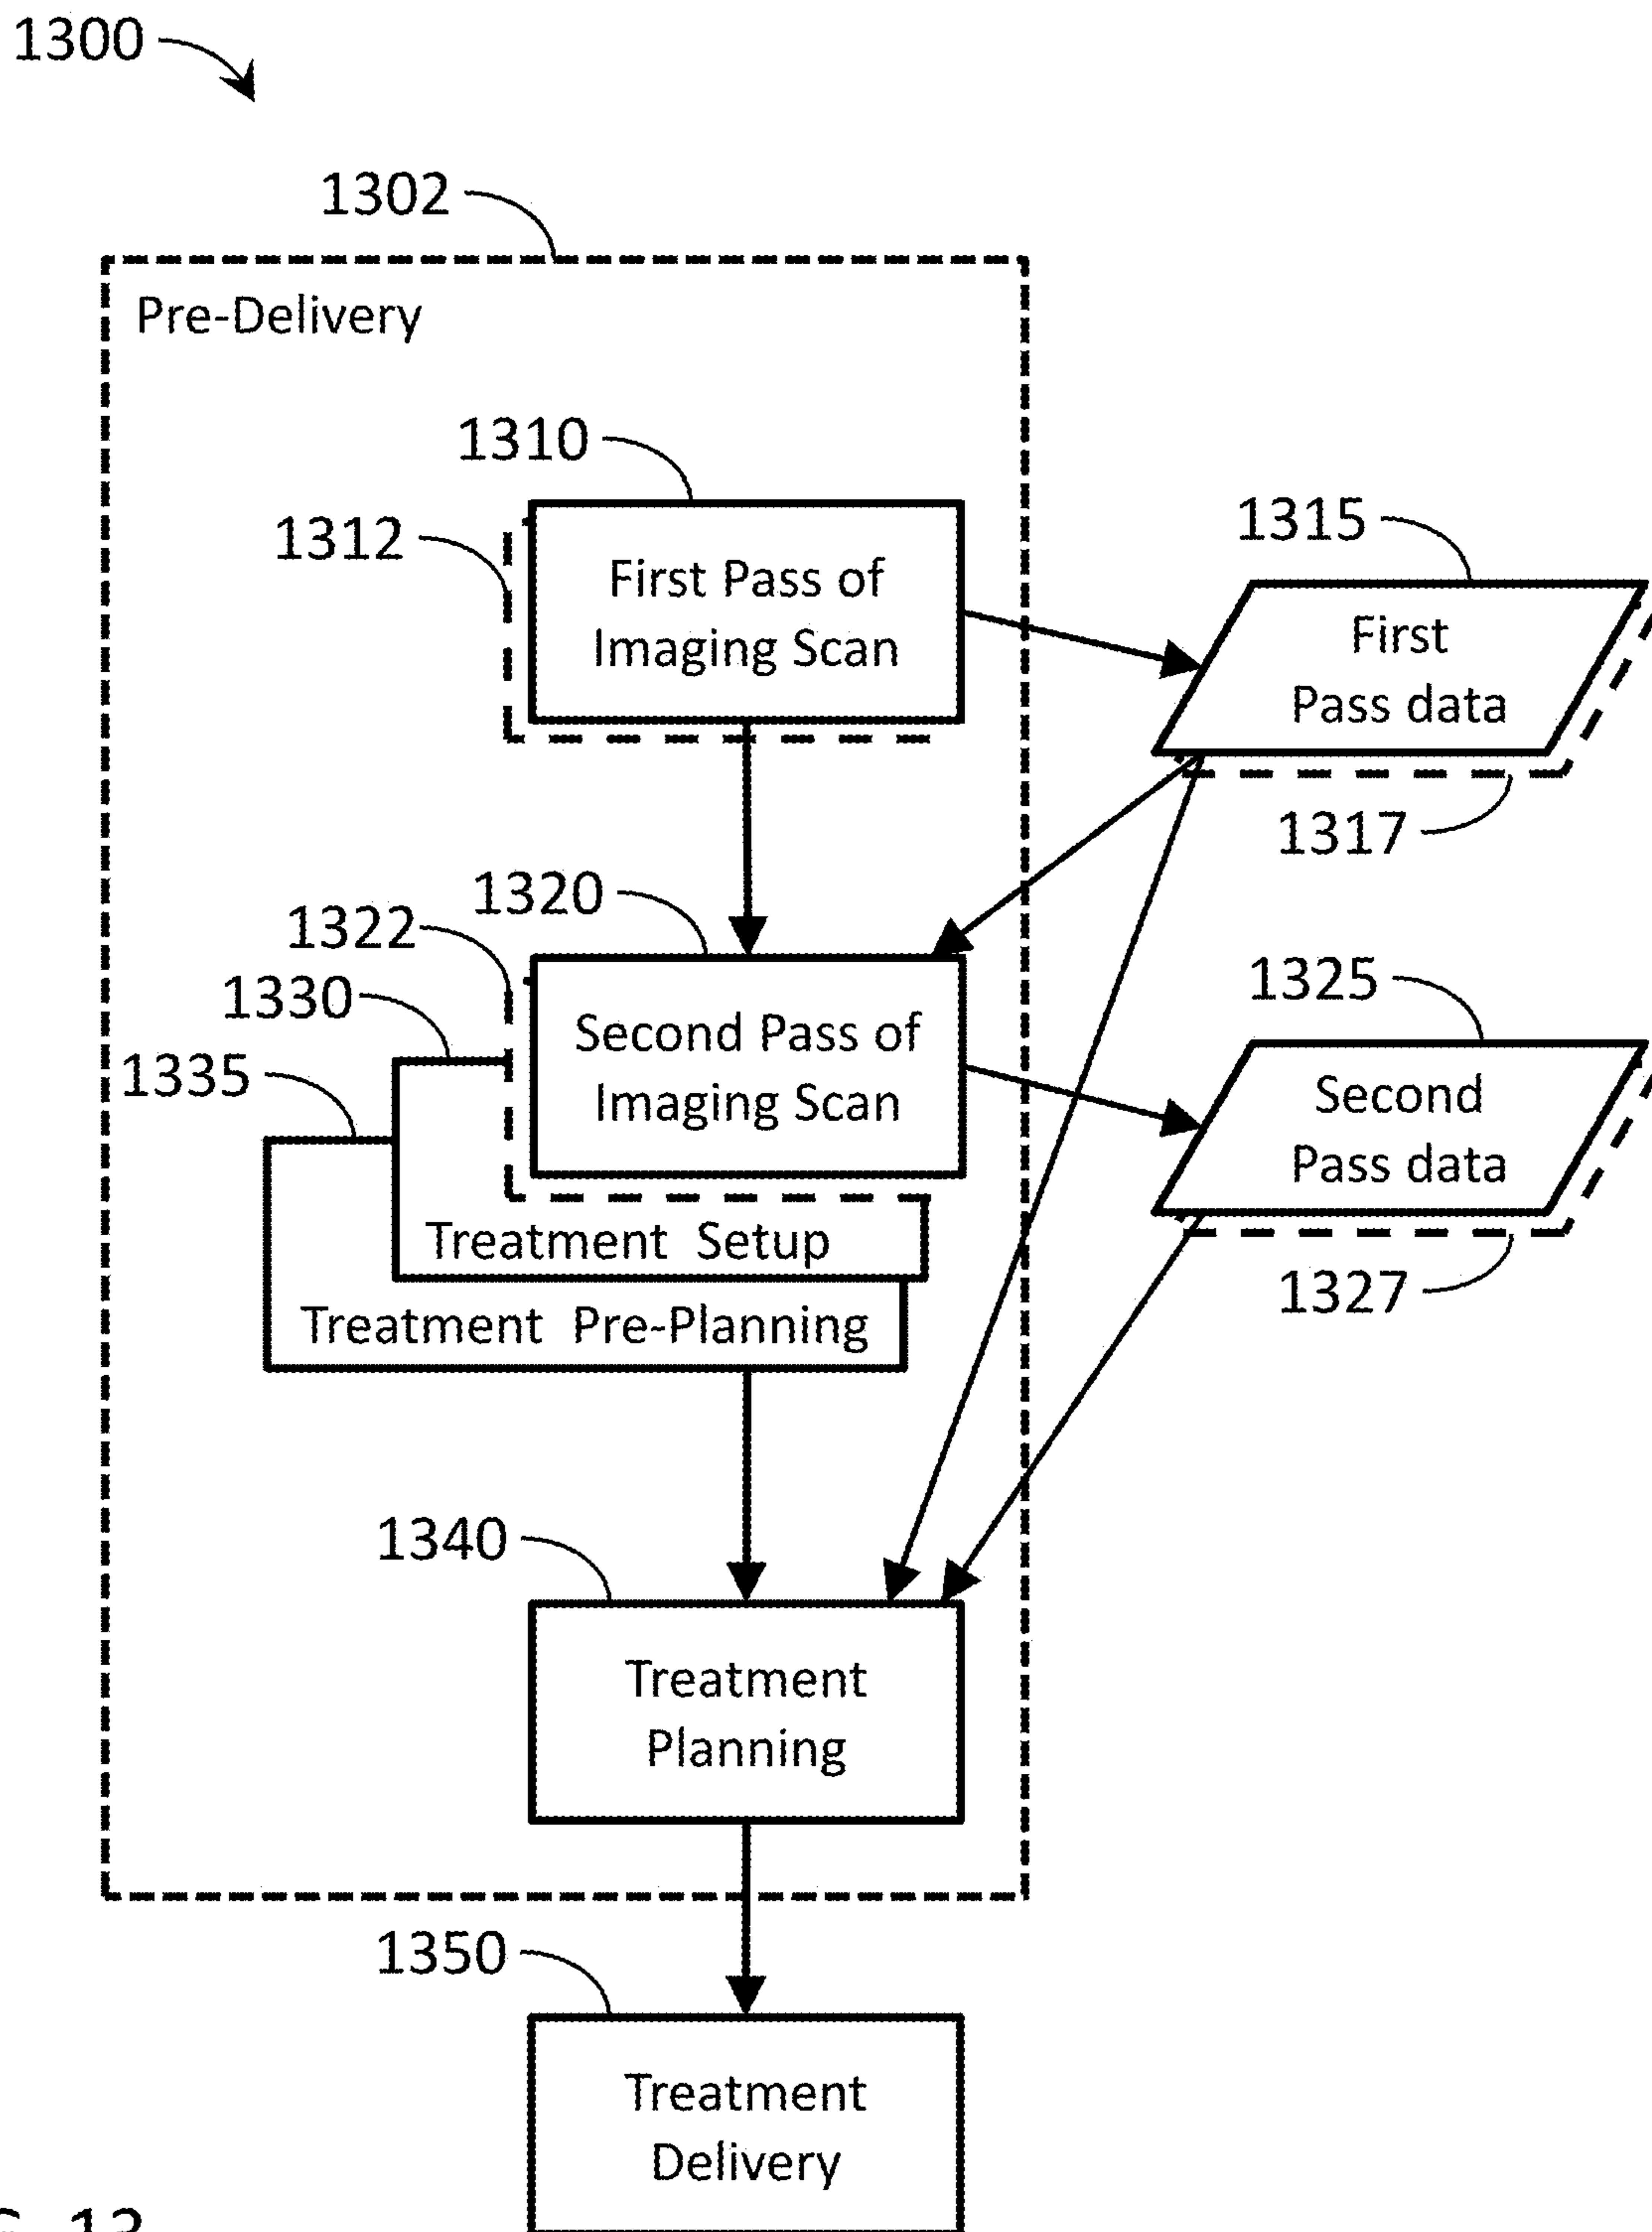 1300
1302
Pre-Delivery
1310
1312
First Pass of
Imaging Scan
1315
First
Pass data
1317
1320
1322
1330
1335
Second Pass of
Imaging Scan
1325
Second
Pass data
1327
Treatment Setup
Treatment Pre-Planning
1340
Treatment
Planning
1350
Treatment
Delivery
13